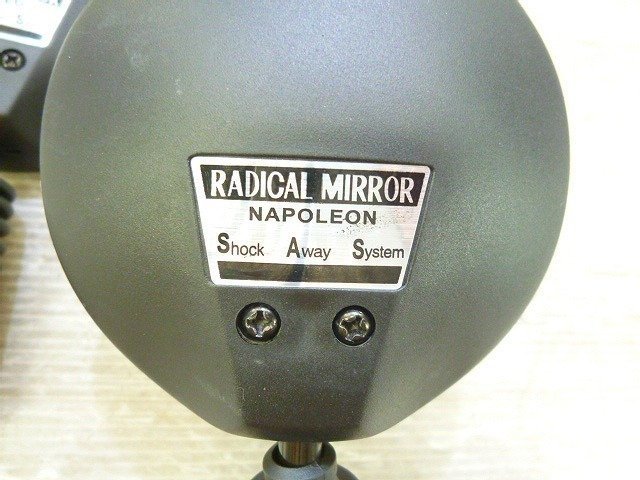 RADICAL MIRROR
NAPOLEON
Shock Away System